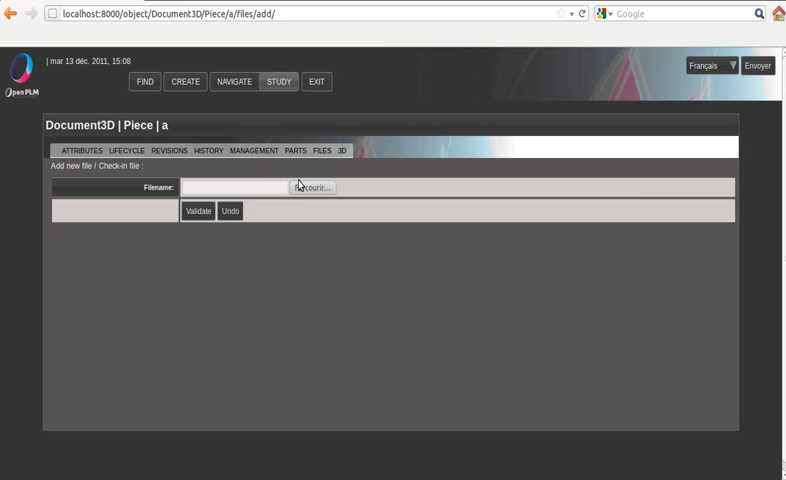 localhost:8000/object/Document3D/Piece/a/files/add/
Google
OpenPLM
| mar 13 déc. 2011, 15:08
Français
Envoyer
FIND CREATE NAVIGATE STUDY EXIT
Document3D | Piece | a
ATTRIBUTES LIFECYCLE REVISIONS HISTORY MANAGEMENT PARTS FILES 3D
Add new file / Check-in file :
Filename:
Validate Undo